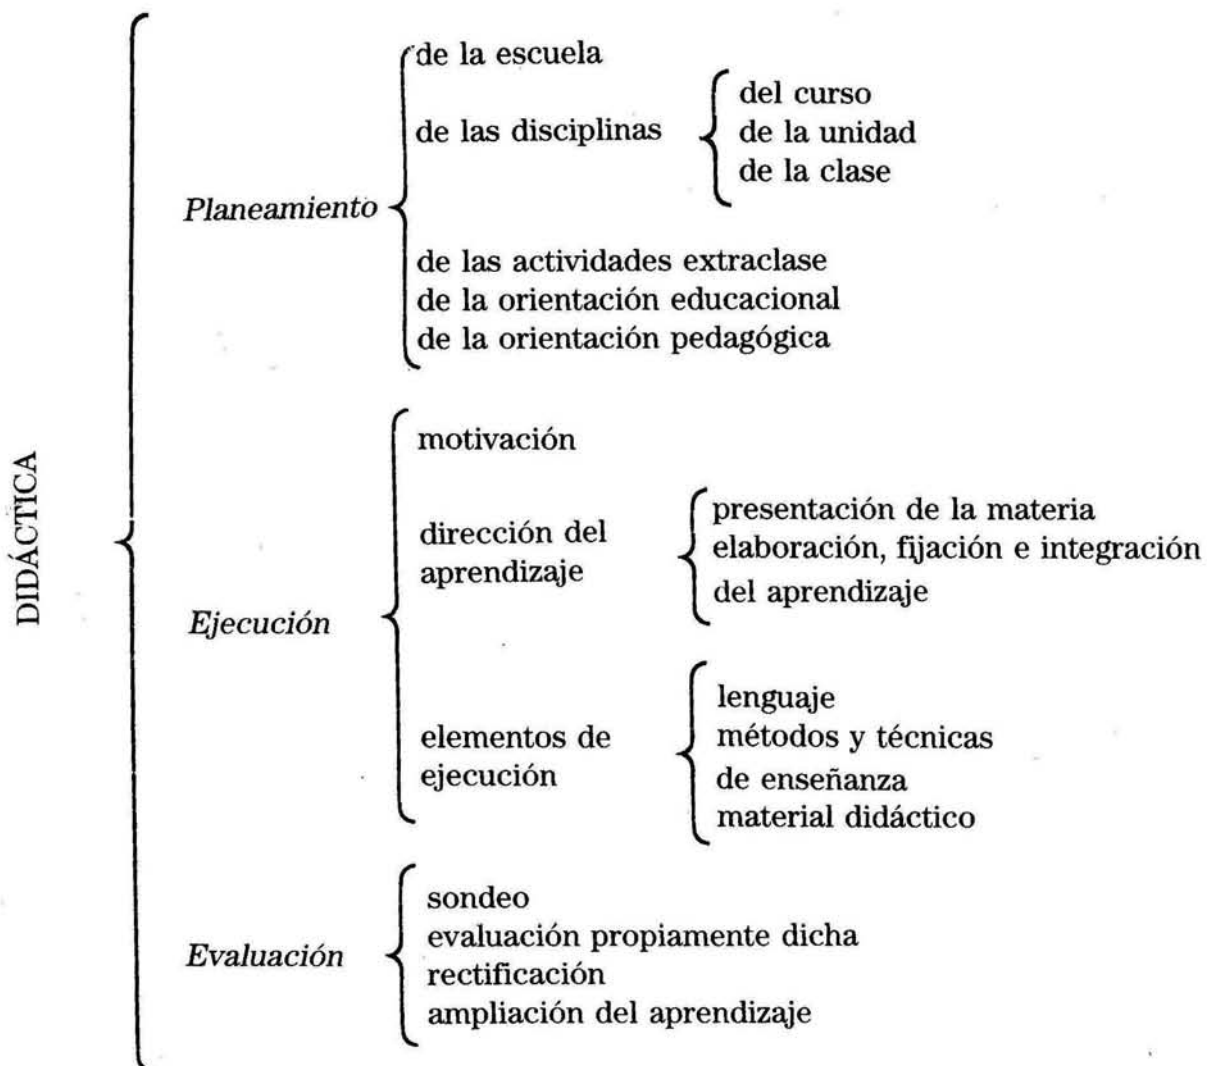 DIDÁCTICA
Planeamiento
de la escuela
de las disciplinas
del curso
de la unidad
de la clase
de las actividades extraclase
de la orientación educacional
de la orientación pedagógica
Ejecución
motivación
dirección del
aprendizaje
presentación de la materia
elaboración, fijación e integración
del aprendizaje
elementos de
ejecución
lenguaje
métodos y técnicas
de enseñanza
material didáctico
Evaluación
sondeo
evaluación propiamente dicha
rectificación
ampliación del aprendizaje